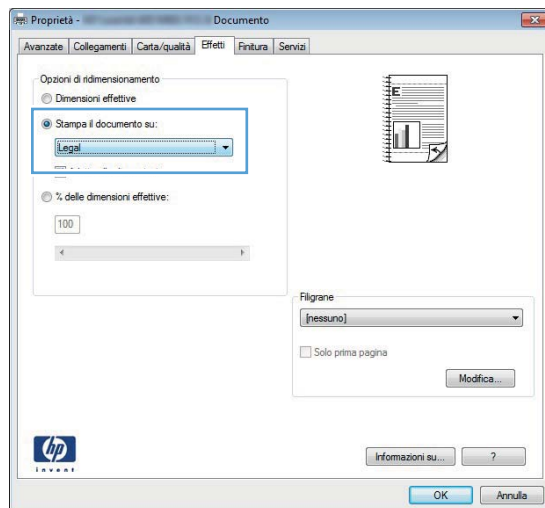 Proprietà - Documento
Avanzate Collegamenti Carta/qualità Effetti Finitura Servizi
Opzioni di ridimensionamento
Dimensioni effettive
Stampa il documento su:
Legal
% delle dimensioni effettive:
100
E
Filigrane
[nessuno]
Solo prima pagina
Modifica...
hp
invent
Informazioni su... ?
OK Annulla